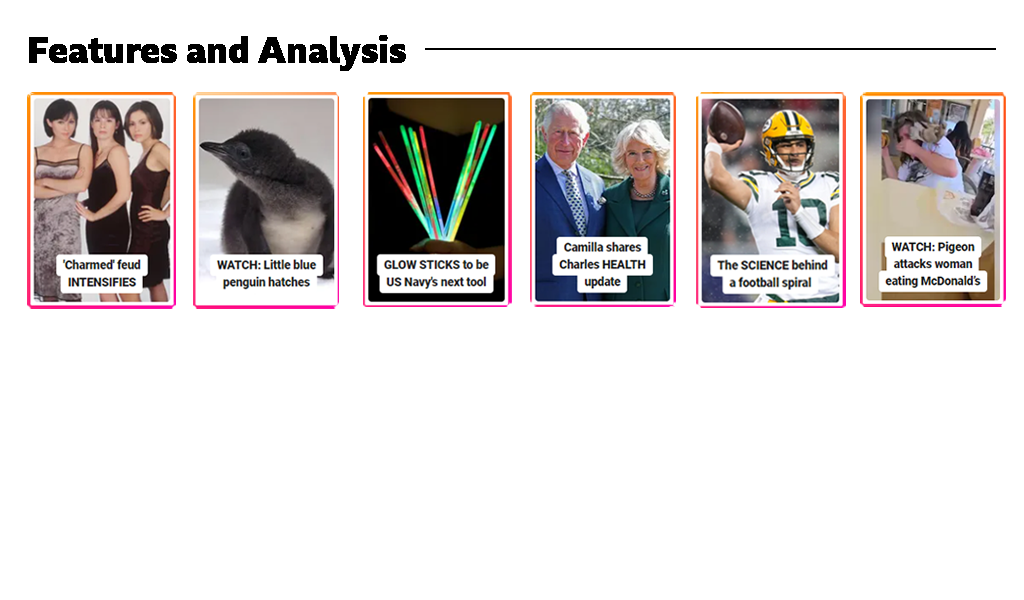 Features and Analysis
'Charmed' feud
INTENSIFIES
WATCH: Little blue
penguin hatches
GLOW STICKS to be
US Navy's next tool
Camilla shares
Charles HEALTH
update
The SCIENCE behind
a football spiral
WATCH: Pigeon
attacks woman
eating McDonald's